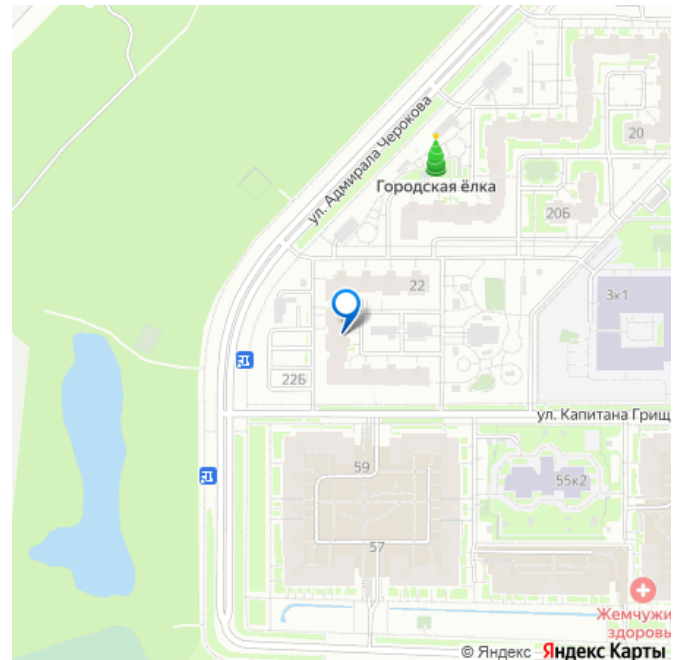 ул. Адмирала Черокова
20
Городская ёлка
20Б
22
3к1
22Б
ул. Капитана Грищ
59
55к2
57
Жемчужи
здоровь
© Яндекс Яндекс Карты